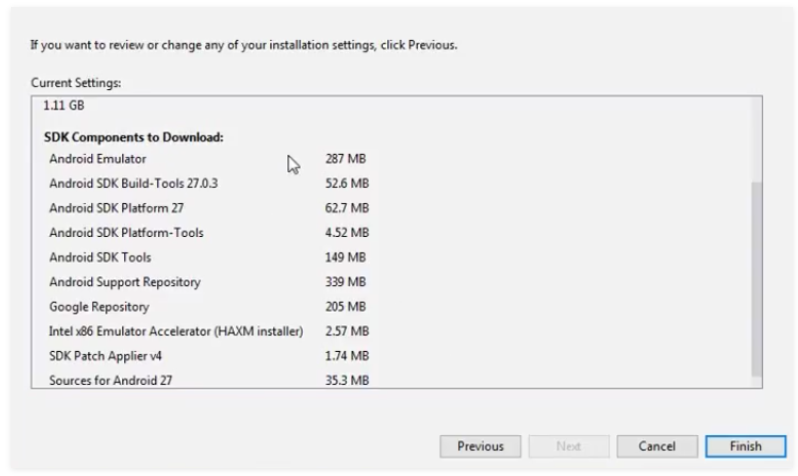 If you want to review or change any of your installation settings, click Previous.
Current Settings:
1.11 GB
SDK Components to Download:
Android Emulator 287 MB
Android SDK Build-Tools 27.0.3 52.6 MB
Android SDK Platform 27 62.7 MB
Android SDK Platform-Tools 4.52 MB
Android SDK Tools 149 MB
Android Support Repository 339 MB
Google Repository 205 MB
Intel x86 Emulator Accelerator (HAXM installer) 2.57 MB
SDK Patch Applier v4 1.74 MB
Sources for Android 27 35.3 MB
Previous Next Cancel Finish